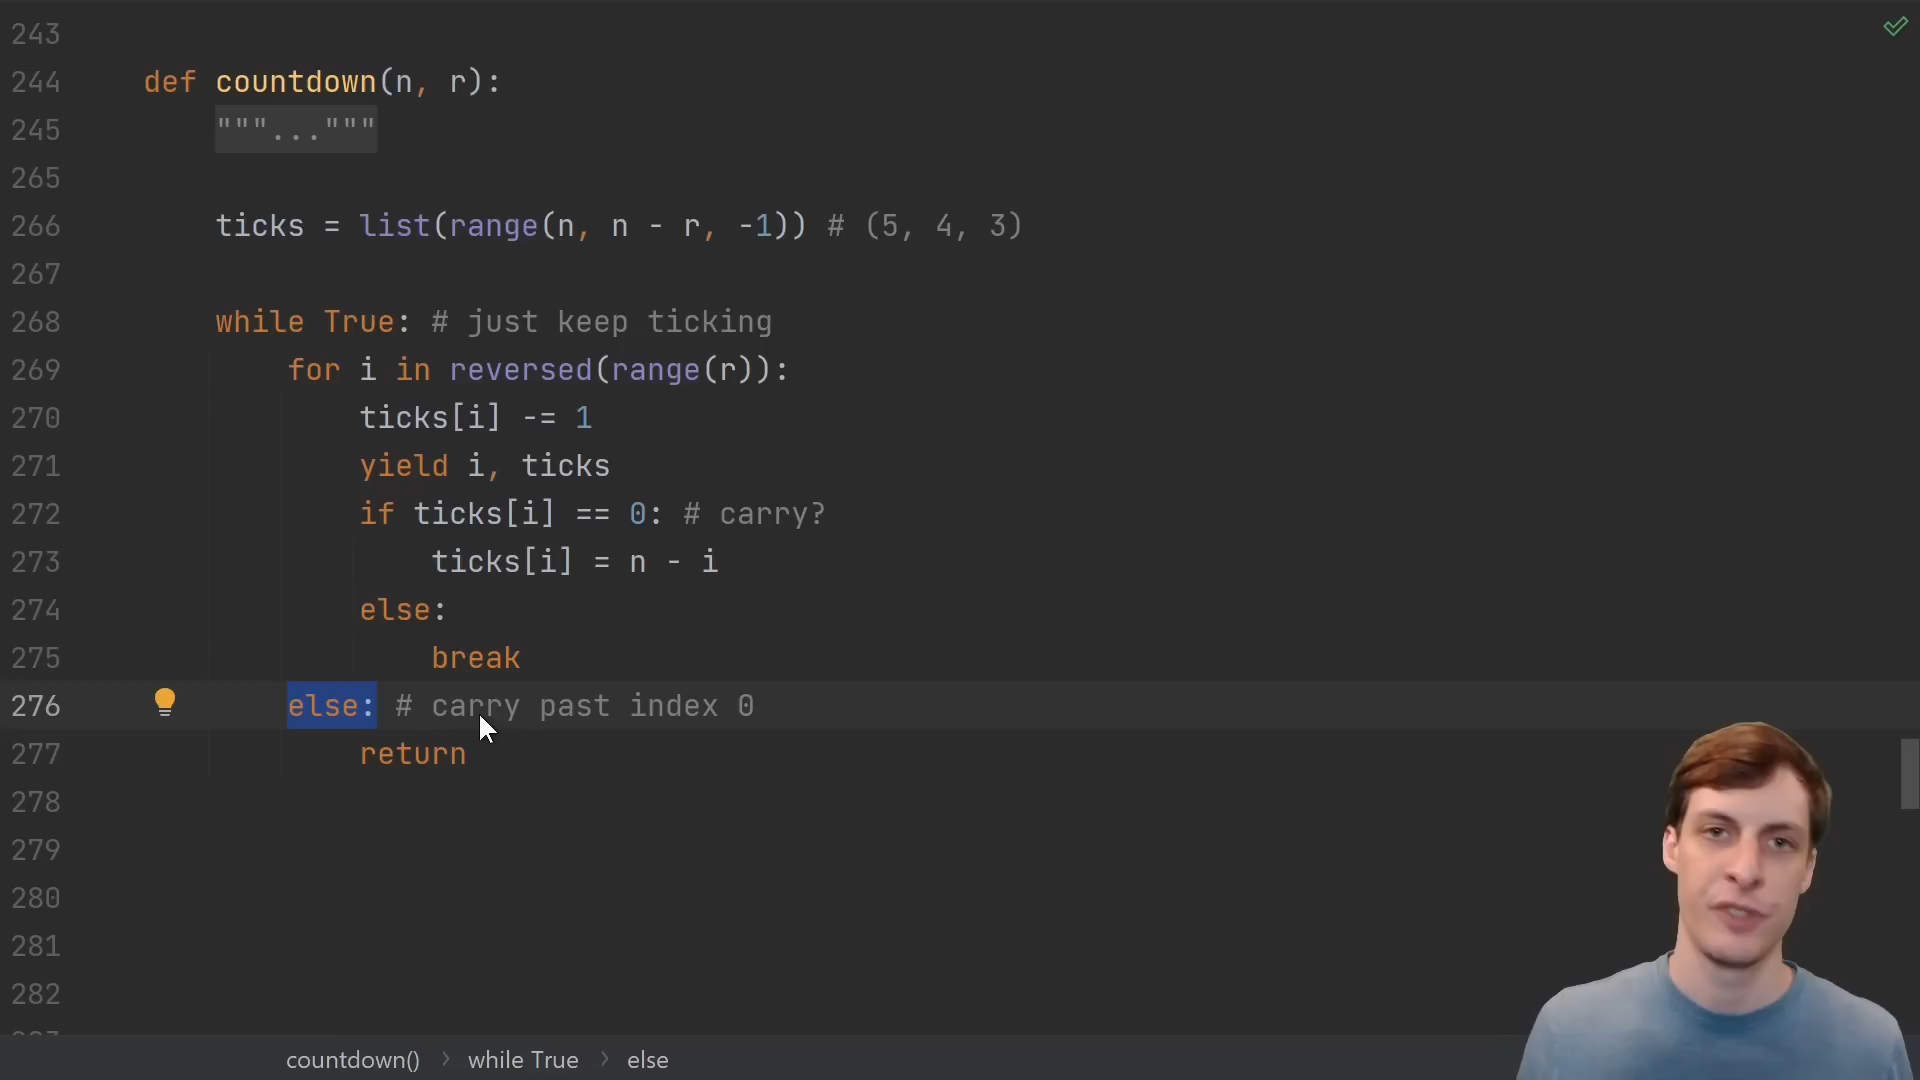 243
244 def countdown(n, r):
245 """..."""
265
266 ticks = list(range(n, n - r, -1)) # (5, 4, 3)
267
268 while True: # just keep ticking
269 for i in reversed(range(r)):
270 ticks[i] -= 1
271 yield i, ticks
272 if ticks[i] == 0: # carry?
273 ticks[i] = n - i
274 else:
275 break
276 else: # carry past index 0
277 return
278
279
280
281
282
countdown() > while True > else